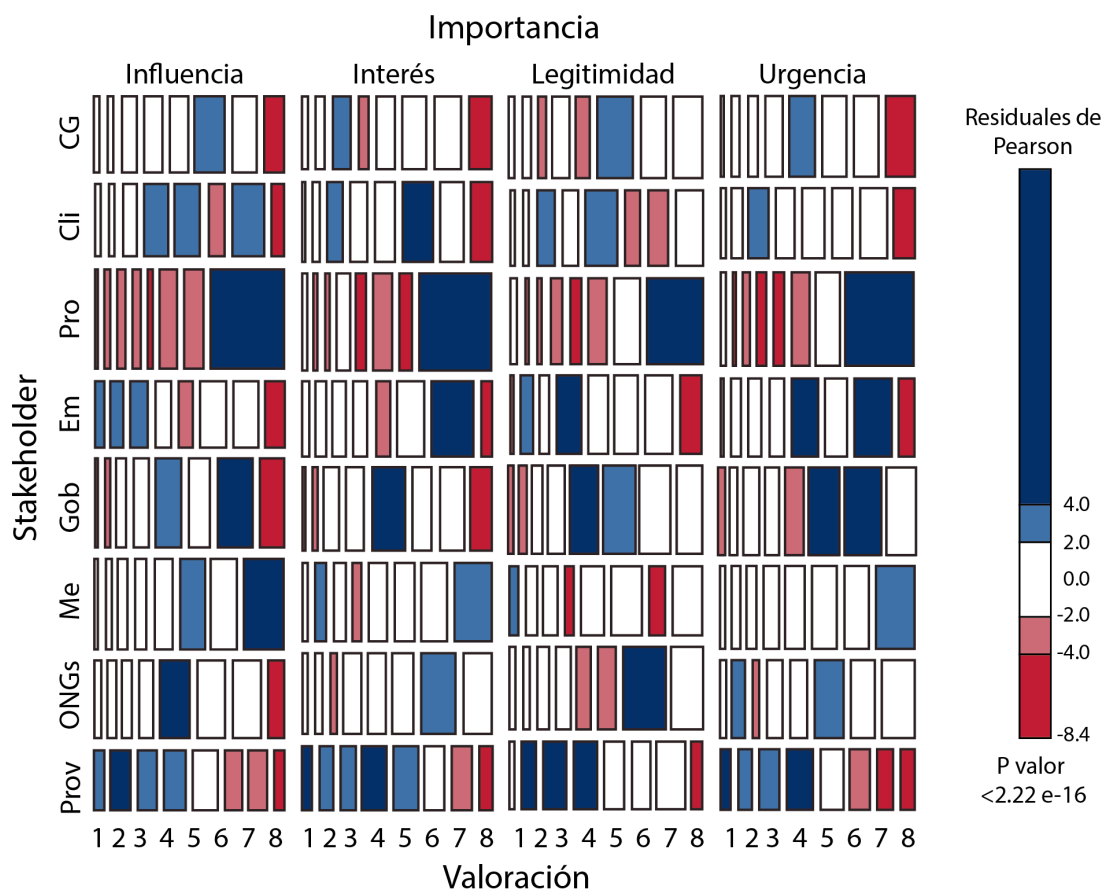 Importancia
Influencia Interés Legitimidad Urgencia
Residuales de
Pearson
Stakeholder
CG
Cli
Pro
Em
Gob
Me
ONGs
Prov
4.0
2.0
0.0
-2.0
-4.0
-8.4
P valor
<2.22 e-16
1 2 3 4 5 6 7 8 1 2 3 4 5 6 7 8 1 2 3 4 5 6 7 8 1 2 3 4 5 6 7 8
Valoración